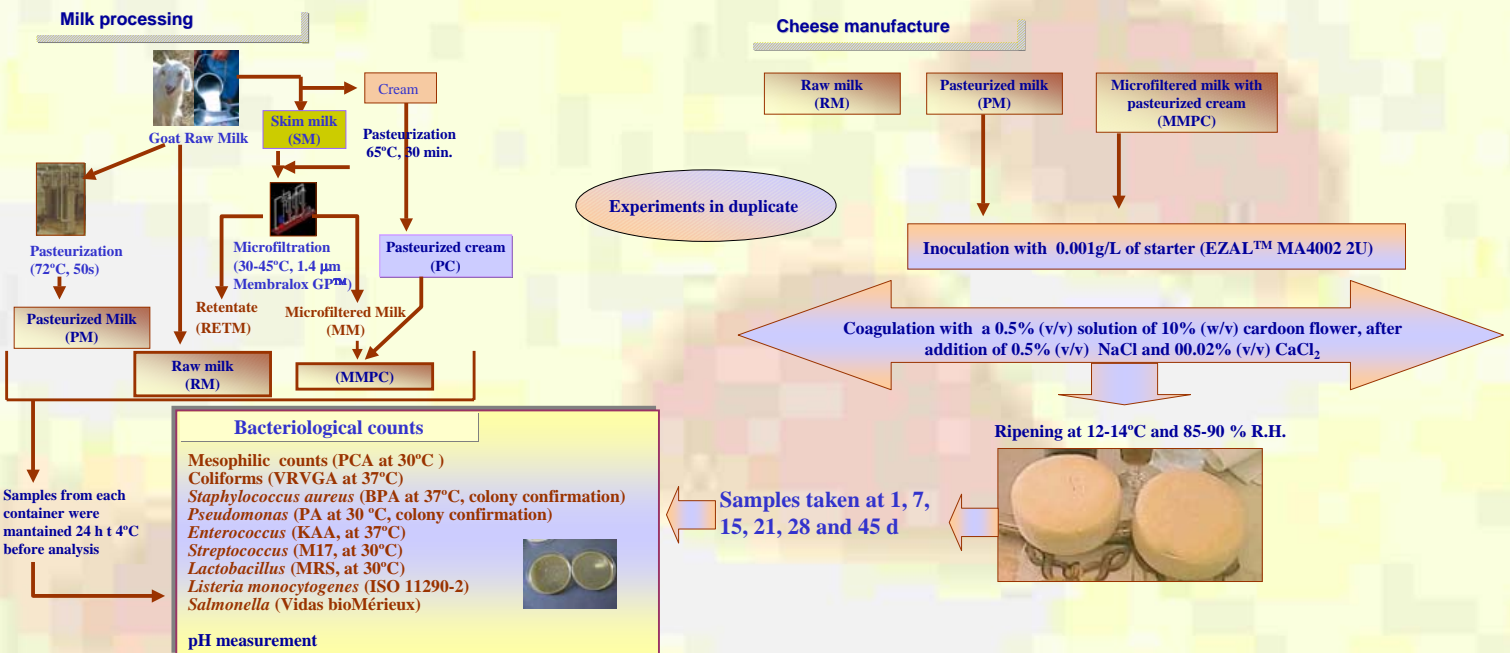 Milk processing
Goat Raw Milk
Cream
Skim milk
(SM)
Pasteurization
65ºC, 30 min.
Pasteurization
(72ºC, 50s)
Microfiltration
(30-45ºC, 1.4 µm
Membralox GP™)
Pasteurized cream
(PC)
Retentate
(RETM)
Microfiltered Milk
(MM)
Pasteurized Milk
(PM)
Raw milk
(RM)
(MMPC)
Samples from each
container were
mantained 24 h t 4ºC
before analysis
Bacteriological counts
Mesophilic counts (PCA at 30ºC )
Coliforms (VRVGA at 37ºC)
Staphylococcus aureus (BPA at 37ºC, colony confirmation)
Pseudomonas (PA at 30 ºC, colony confirmation)
Enterococcus (KAA, at 37ºC)
Streptococcus (M17, at 30ºC)
Lactobacillus (MRS, at 30ºC)
Listeria monocytogenes (ISO 11290-2)
Salmonella (Vidas bioMérieux)
pH measurement
Experiments in duplicate
Cheese manufacture
Raw milk
(RM)
Pasteurized milk
(PM)
Microfiltered milk with
pasteurized cream
(MMPC)
Inoculation with 0.001g/L of starter (EZAL™ MA4002 2U)
Coagulation with a 0.5% (v/v) solution of 10% (w/v) cardoon flower, after
addition of 0.5% (v/v) NaCl and 00.02% (v/v) CaCl₂
Ripening at 12-14ºC and 85-90 % R.H.
Samples taken at 1, 7,
15, 21, 28 and 45 d